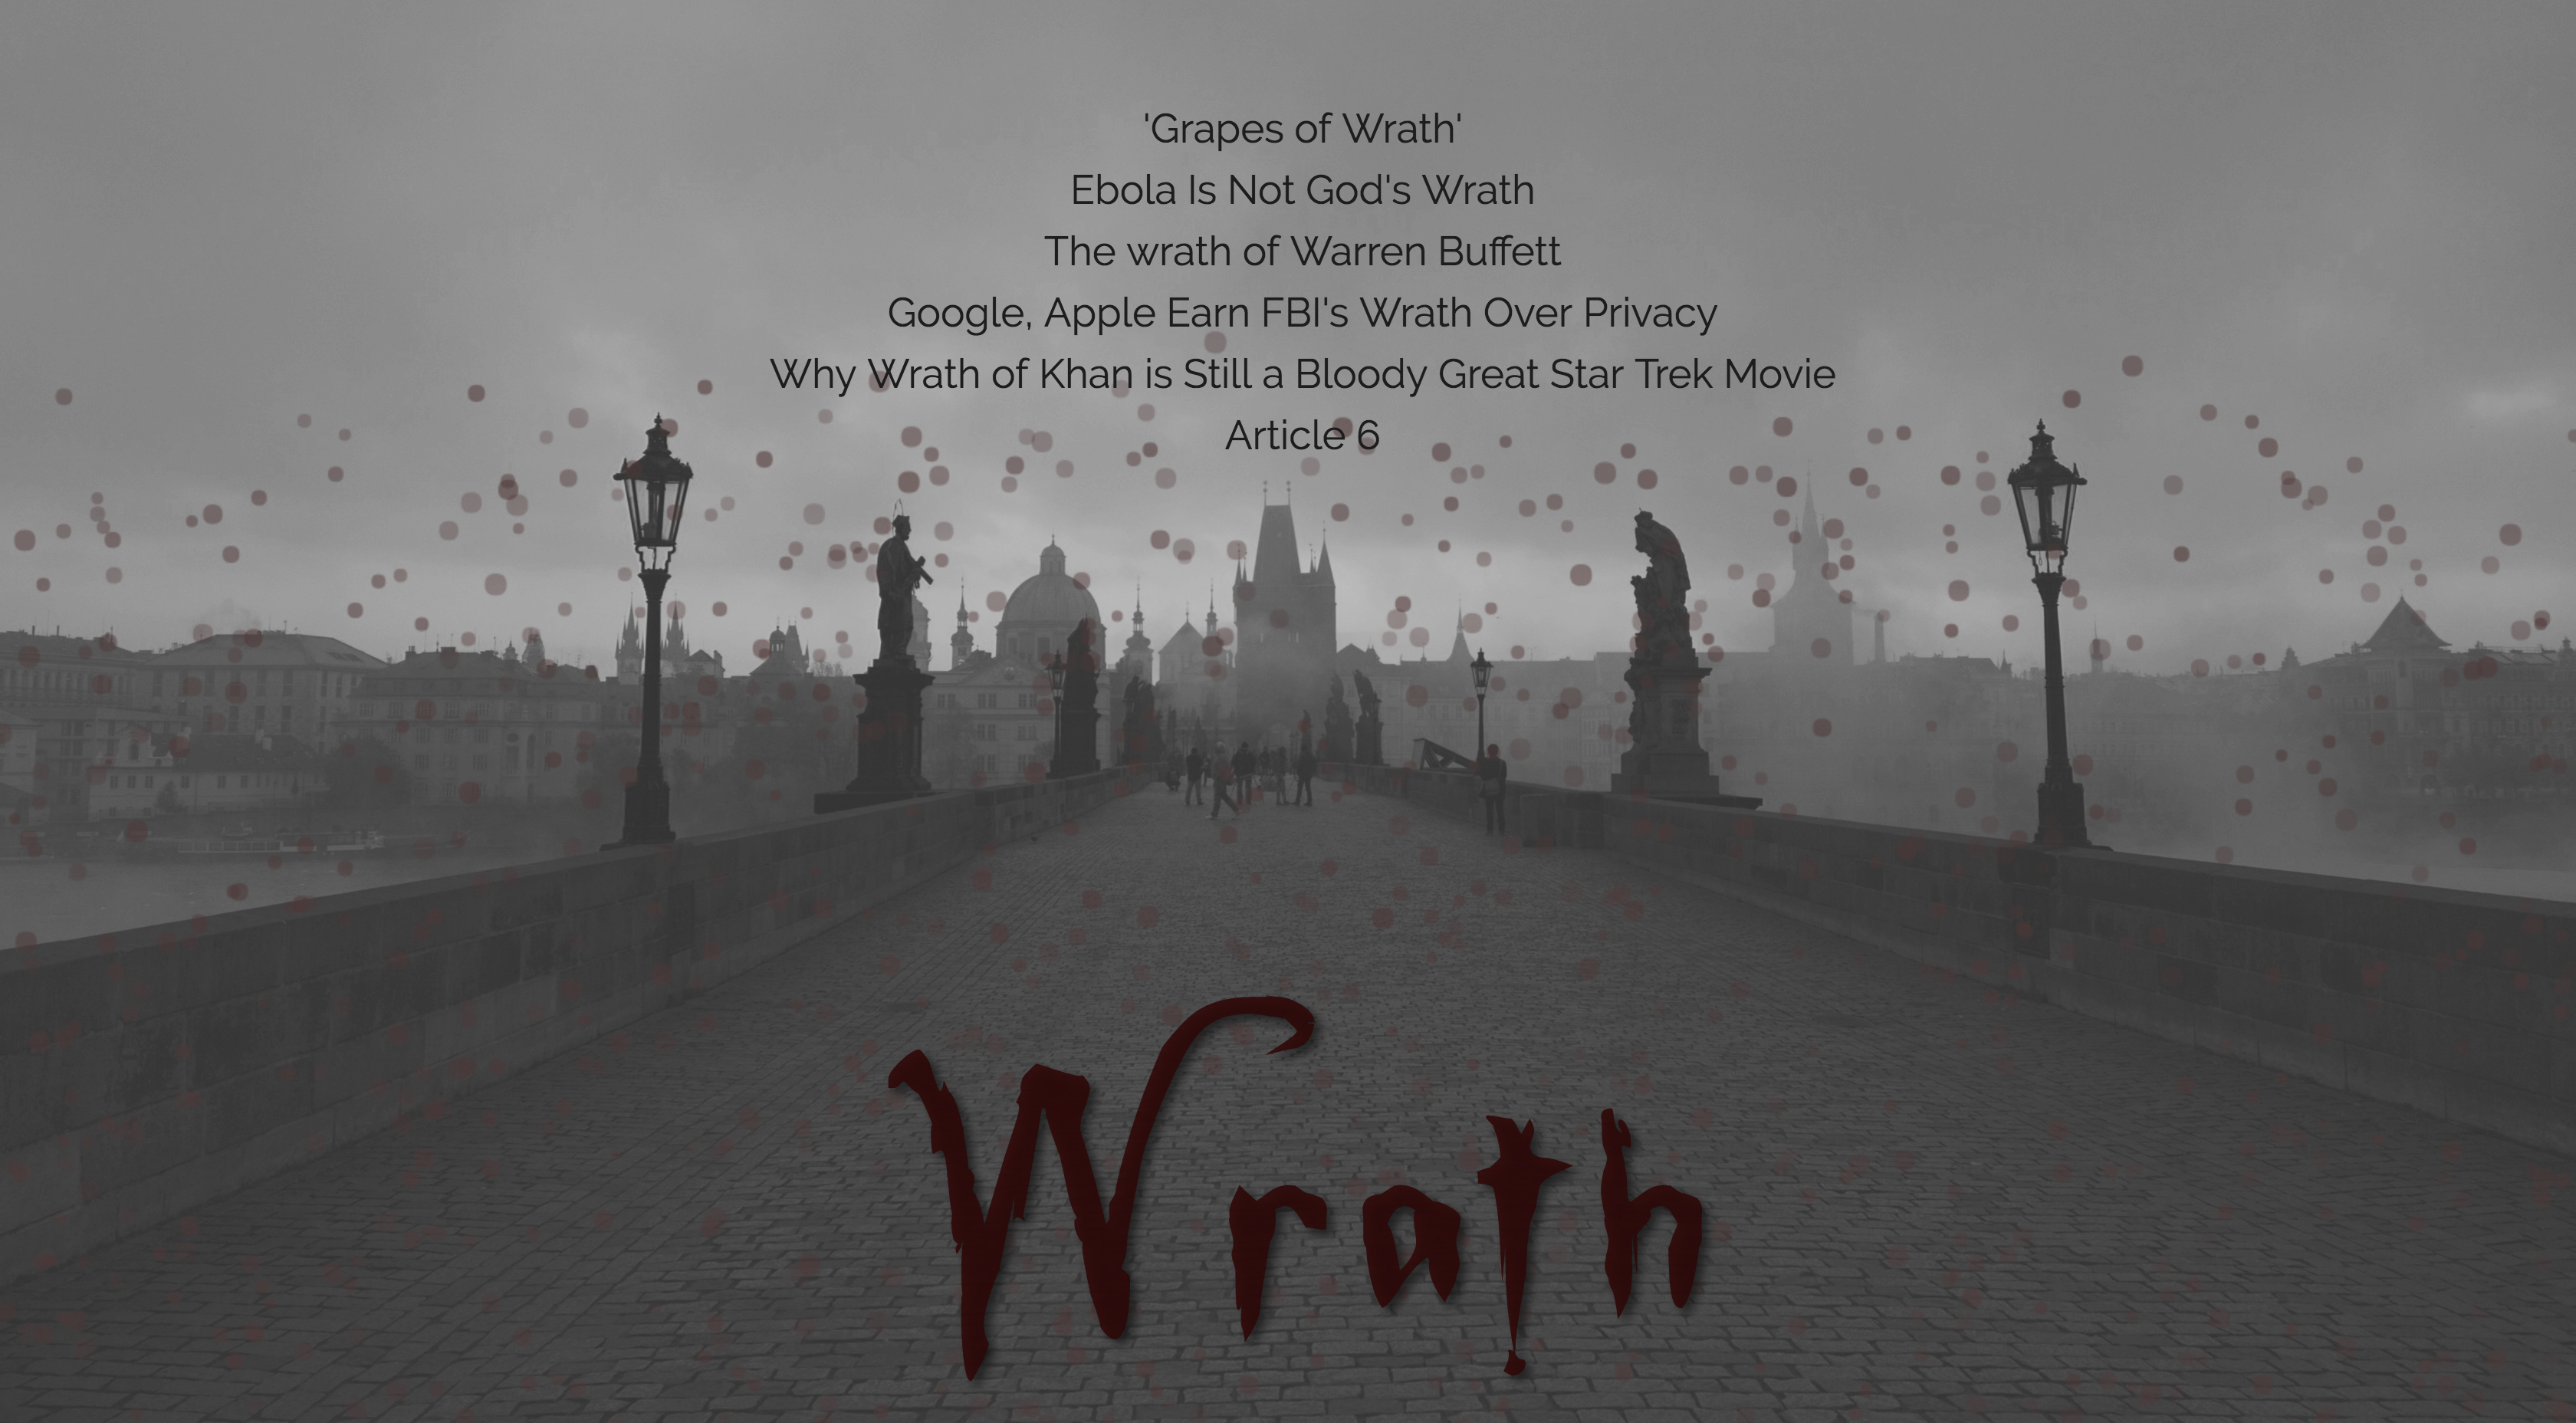 'Grapes of Wrath'
Ebola Is Not God's Wrath
The wrath of Warren Buffett
Google, Apple Earn FBI's Wrath Over Privacy
Why Wrath of Khan is Still a Bloody Great Star Trek Movie
Article 6
Wrath